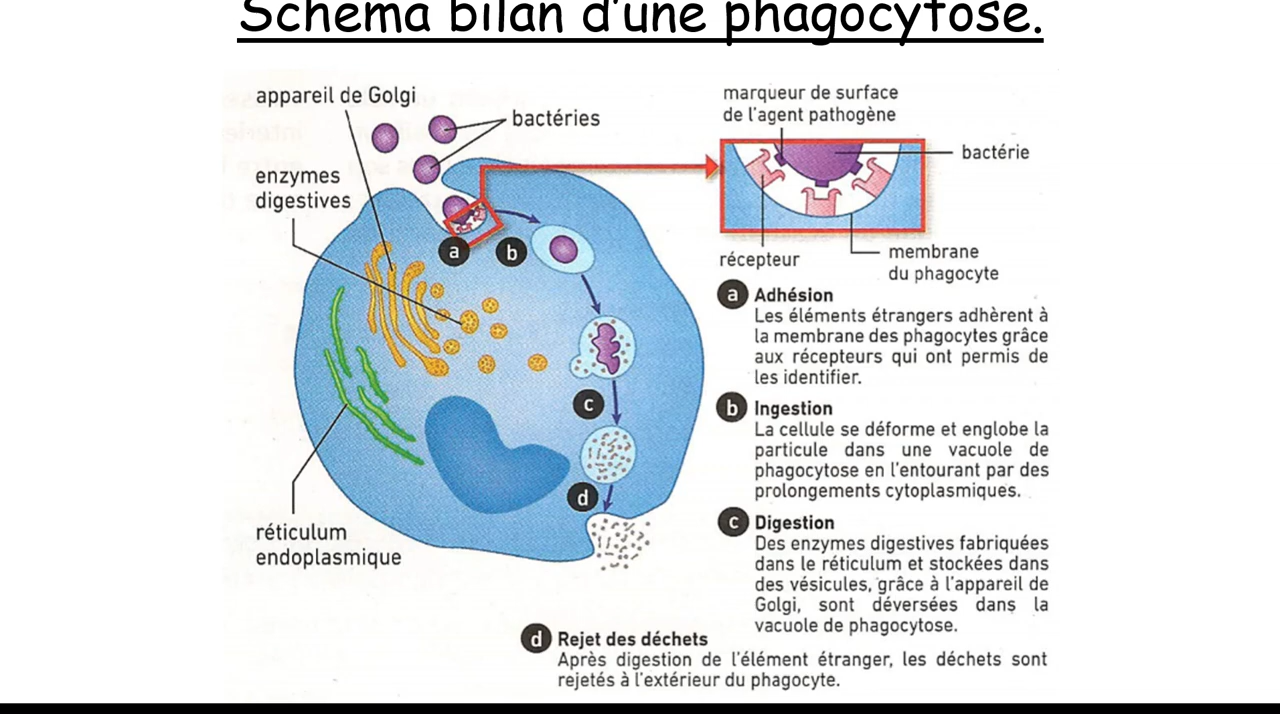 Schéma bilan d'une phagocytose.
appareil de Golgi
bactéries
enzymes
digestives
marqueur de surface
de l'agent pathogène
bactérie
récepteur
membrane
du phagocyte
a
b
c
d
réticulum
endoplasmique
a Adhésion
Les éléments étrangers adhèrent à
la membrane des phagocytes grâce
aux récepteurs qui ont permis de
les identifier.
b Ingestion
La cellule se déforme et englobe la
particule dans une vacuole de
phagocytose en l'entourant par des
prolongements cytoplasmiques.
c Digestion
Des enzymes digestives fabriquées
dans le réticulum et stockées dans
des vésicules, grâce à l'appareil de
Golgi, sont déversées dans la
vacuole de phagocytose.
d Rejet des déchets
Après digestion de l'élément étranger, les déchets sont
rejetés à l'extérieur du phagocyte.